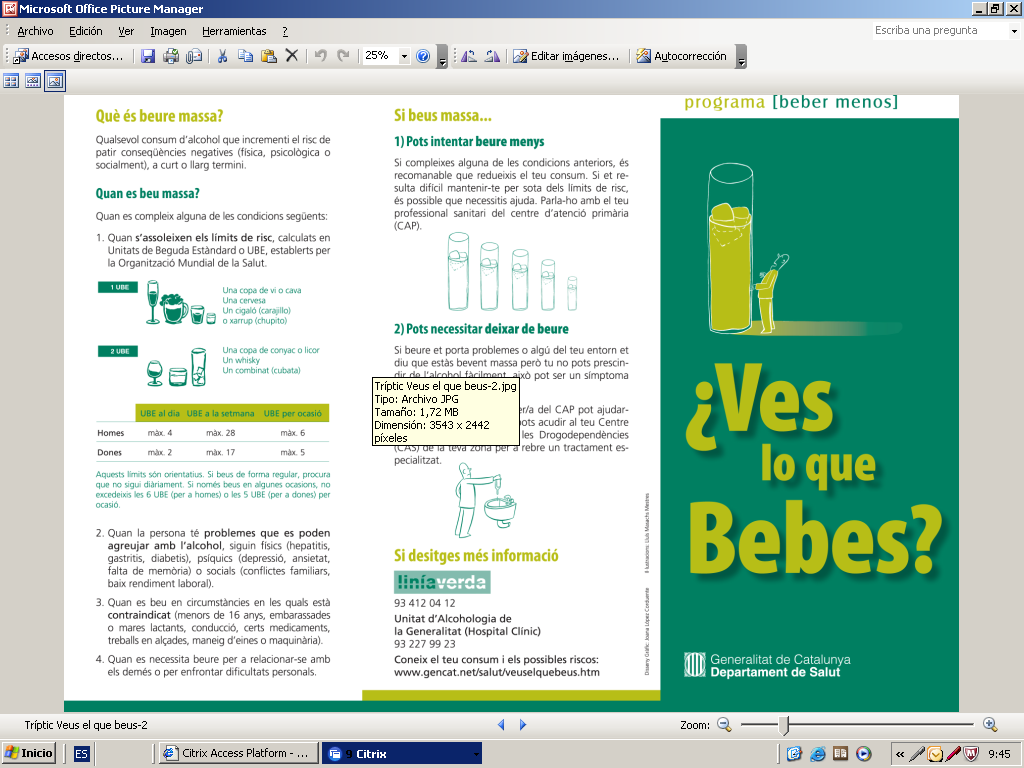 Microsoft Office Picture Manager
Archivo Edición Ver Imagen Herramientas ?
Escriba una pregunta
Accesos directos...
25%
Editar imágenes...
Autocorrección
Què és beure massa?
Qualsevol consum d'alcohol que incrementi el risc de
patir conseqüències negatives (física, psicològica o
socialment), a curt o llarg termini.
Quan es beu massa?
Quan es compleix alguna de les condicions següents:
1. Quan s'assoleixen els límits de risc, calculats en
Unitats de Beguda Estàndard o UBE, establerts per
la Organització Mundial de la Salut.
1 UBE
Una copa de vi o cava
Una cervesa
Un cigaló (carajillo)
o xarrup (chupito)
2 UBE
Una copa de conyac o licor
Un whisky
Un combinat (cubata)
UBE al dia UBE a la setmana UBE per ocasió
Homes màx. 4 màx. 28 màx. 6
Dones màx. 2 màx. 17 màx. 5
Aquests límits són orientatius. Si beus de forma regular, procura
que no sigui diàriament. Si només beus en algunes ocasions, no
excedeixis les 6 UBE (per a homes) o les 5 UBE (per a dones) per
ocasió.
2. Quan la persona té problemes que es poden
agreujar amb l'alcohol, siguin físics (hepatitis,
gastritis, diabetis), psíquics (depressió, ansietat,
falta de memòria) o socials (conflictes familiars,
baix rendiment laboral).
3. Quan es beu en circumstàncies en les quals està
contraindicat (menors de 16 anys, embarassades
o mares lactants, conducció, certs medicaments,
treballs en alçades, maneig d'eines o maquinària).
4. Quan es necessita beure per a relacionar-se amb
els demés o per enfrontar dificultats personals.
Si beus massa...
1) Pots intentar beure menys
Si compleixes alguna de les condicions anteriors, és
recomanable que redueixis el teu consum. Si et re-
sulta difícil mantenir-te per sota dels límits de risc,
és possible que necessitis ajuda. Parla-ho amb el teu
professional sanitari del centre d'atenció primària
(CAP).
2) Pots necessitar deixar de beure
Si beure et porta problemes o algú del teu entorn et
diu que estàs bevent massa però tu no pots prescin-
dir de l'alcohol fàcilment, això pot ser un símptoma
Tríptic Veus el que beus-2.jpg
Tipo: Archivo JPG
Tamaño: 1,72 MB
Dimensión: 3543 x 2442
píxeles
er/a del CAP pot ajudar-
ots acudir al teu Centre
les Drogodependències
(CAS) de la teva zona per a rebre un tractament es-
pecialitzat.
Si desitges més informació
líniaverda
93 412 04 12
Unitat d'Alcohologia de
la Generalitat (Hospital Clínic)
93 227 99 23
Coneix el teu consum i els possibles riscos:
www.gencat.net/salut/veuselquebeus.htm
programa [beber menos]
¿Ves
lo que
Bebes?
Generalitat de Catalunya
Departament de Salut
Tríptic Veus el que beus-2
Zoom:
Inicio
ES
Citrix Access Platform - ...
9 Citrix
9:45